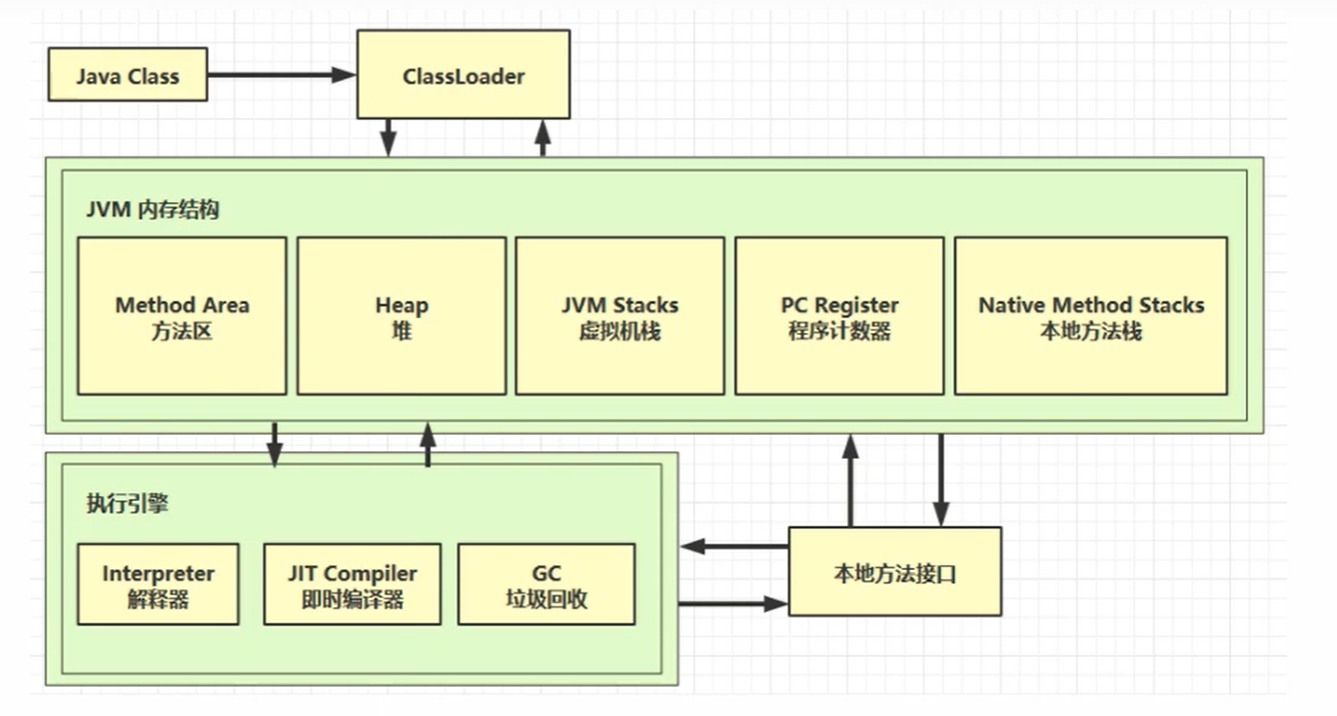 Java Class
ClassLoader
JVM 内存结构
Method Area
方法区
Heap
堆
JVM Stacks
虚拟机栈
PC Register
程序计数器
Native Method Stacks
本地方法栈
执行引擎
Interpreter
解释器
JIT Compiler
即时编译器
GC
垃圾回收
本地方法接口